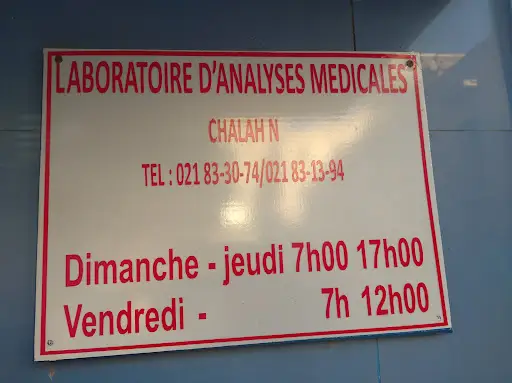 LABORATOIRE D'ANALYSES MEDICALES
CHALAH N
TEL : 021 83-30-74/021 83-13-94
Dimanche - jeudi 7h00 17h00
Vendredi - 7h 12h00